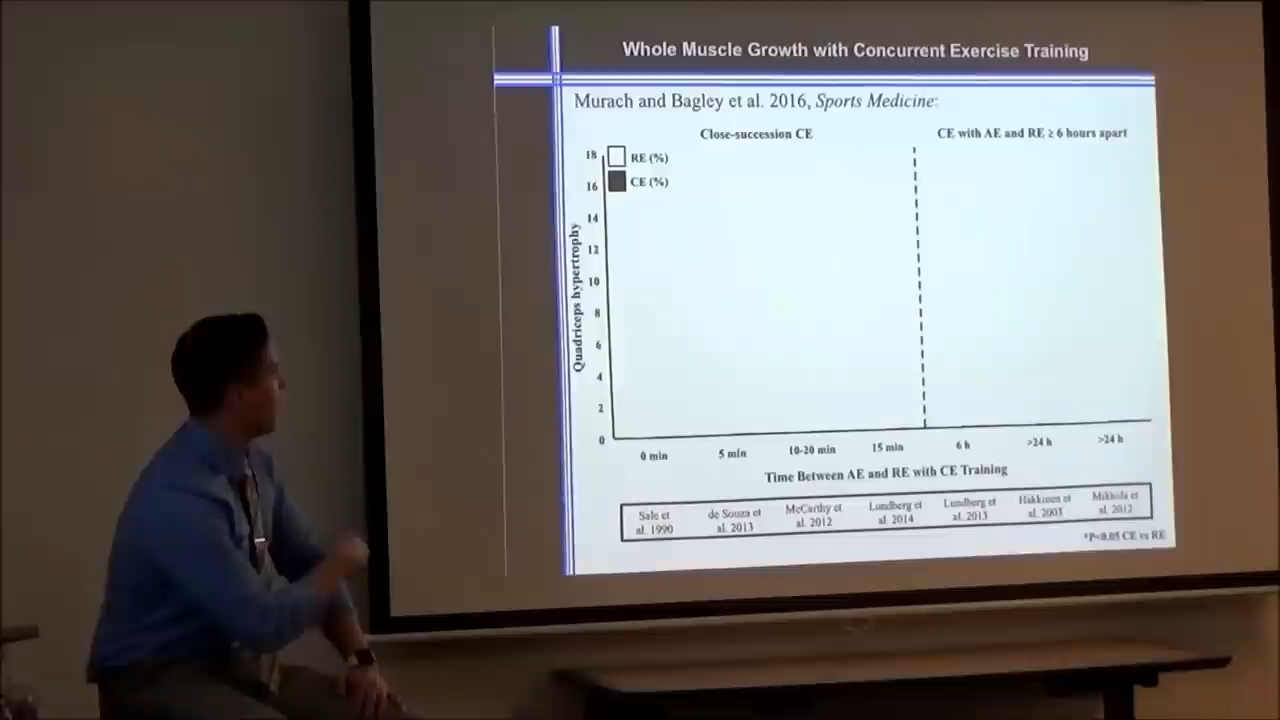 Whole Muscle Growth with Concurrent Exercise Training
Murach and Bagley et al. 2016, Sports Medicine:
Close-succession CE
CE with AE and RE ≥ 6 hours apart
RE (%)
CE (%)
Quadriceps hypertrophy
18
16
14
12
10
8
6
4
2
0
0 min
5 min
10-20 min
15 min
6 h
>24 h
>24 h
Time Between AE and RE with CE Training
Sale et
al. 1990
de Souza et
al. 2013
McCarthy et
al. 2012
Lundberg et
al. 2014
Lundberg et
al. 2013
Hakkinen et
al. 2003
Mikkola et
al. 2012
*P<0.05 CE vs RE